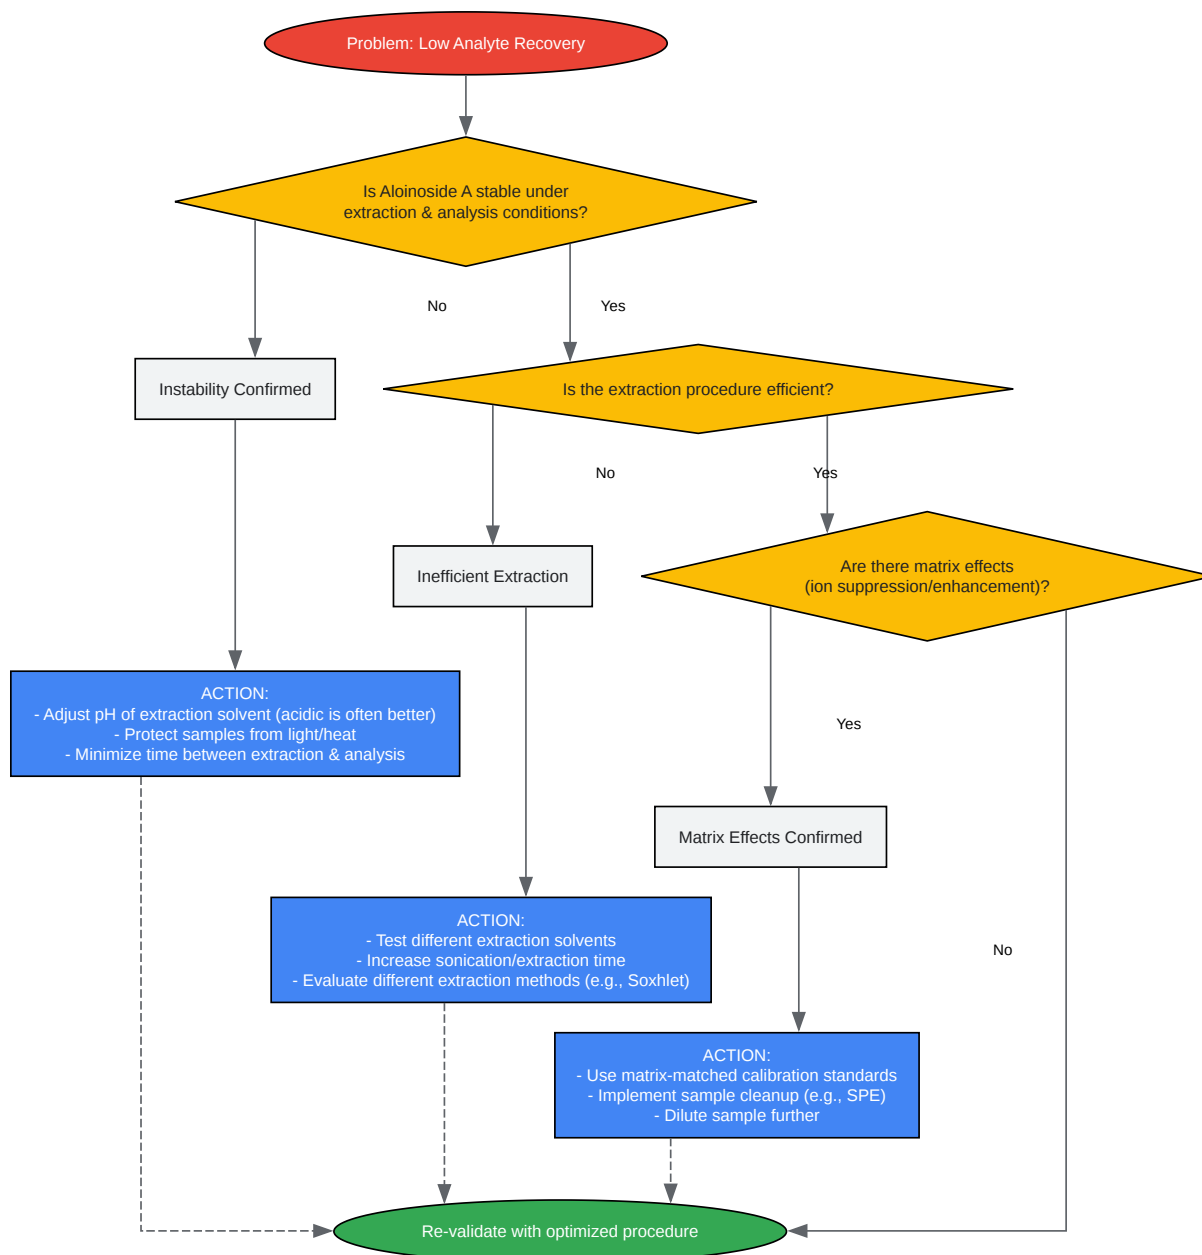 Problem: Low Analyte Recovery
Is Aloinoside A stable under
extraction & analysis conditions?
No
Yes
Instability Confirmed
Is the extraction procedure efficient?
No
Yes
Inefficient Extraction
Are there matrix effects
(ion suppression/enhancement)?
ACTION:
- Adjust pH of extraction solvent (acidic is often better)
- Protect samples from light/heat
- Minimize time between extraction & analysis
Yes
Matrix Effects Confirmed
ACTION:
- Test different extraction solvents
- Increase sonication/extraction time
- Evaluate different extraction methods (e.g., Soxhlet)
No
ACTION:
- Use matrix-matched calibration standards
- Implement sample cleanup (e.g., SPE)
- Dilute sample further
Re-validate with optimized procedure